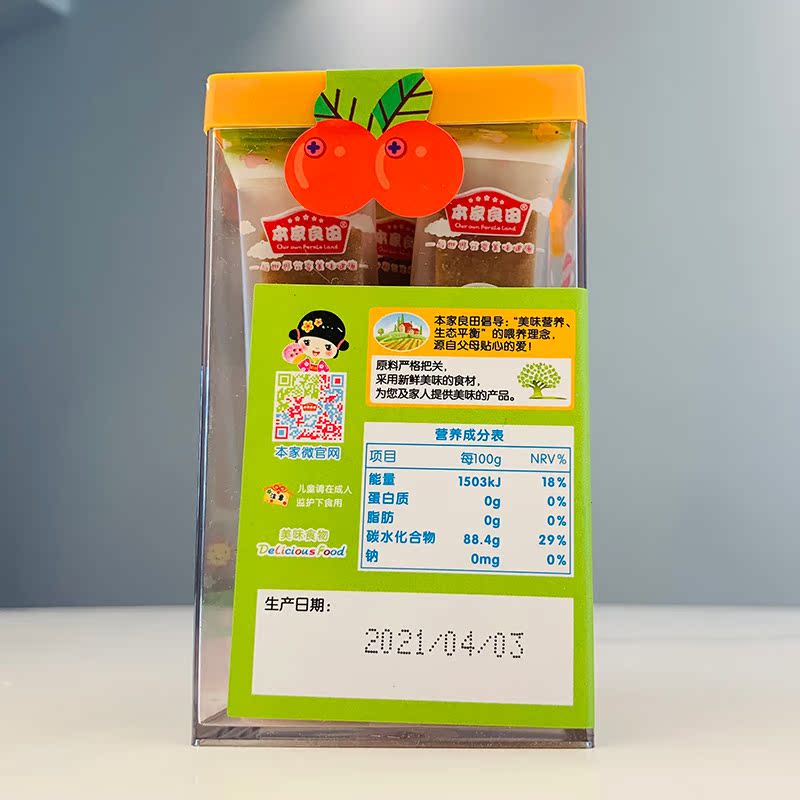 本家良田®
Our own Fersle Land
本家良田®
Our own Fersle Land
本家良田倡导：“美味营养、
生态平衡”的喂养理念，
源自父母贴心的爱！
原料严格把关，
采用新鲜美味的食材，
为您及家人提供美味的产品。
本家微官网
儿童请在成人
监护下食用
美味食物
Delicious Food
营养成分表
项目 每100g NRV%
能量 1503kJ 18%
蛋白质 0g 0%
脂肪 0g 0%
碳水化合物 88.4g 29%
钠 0mg 0%
生产日期：
2021/04/03